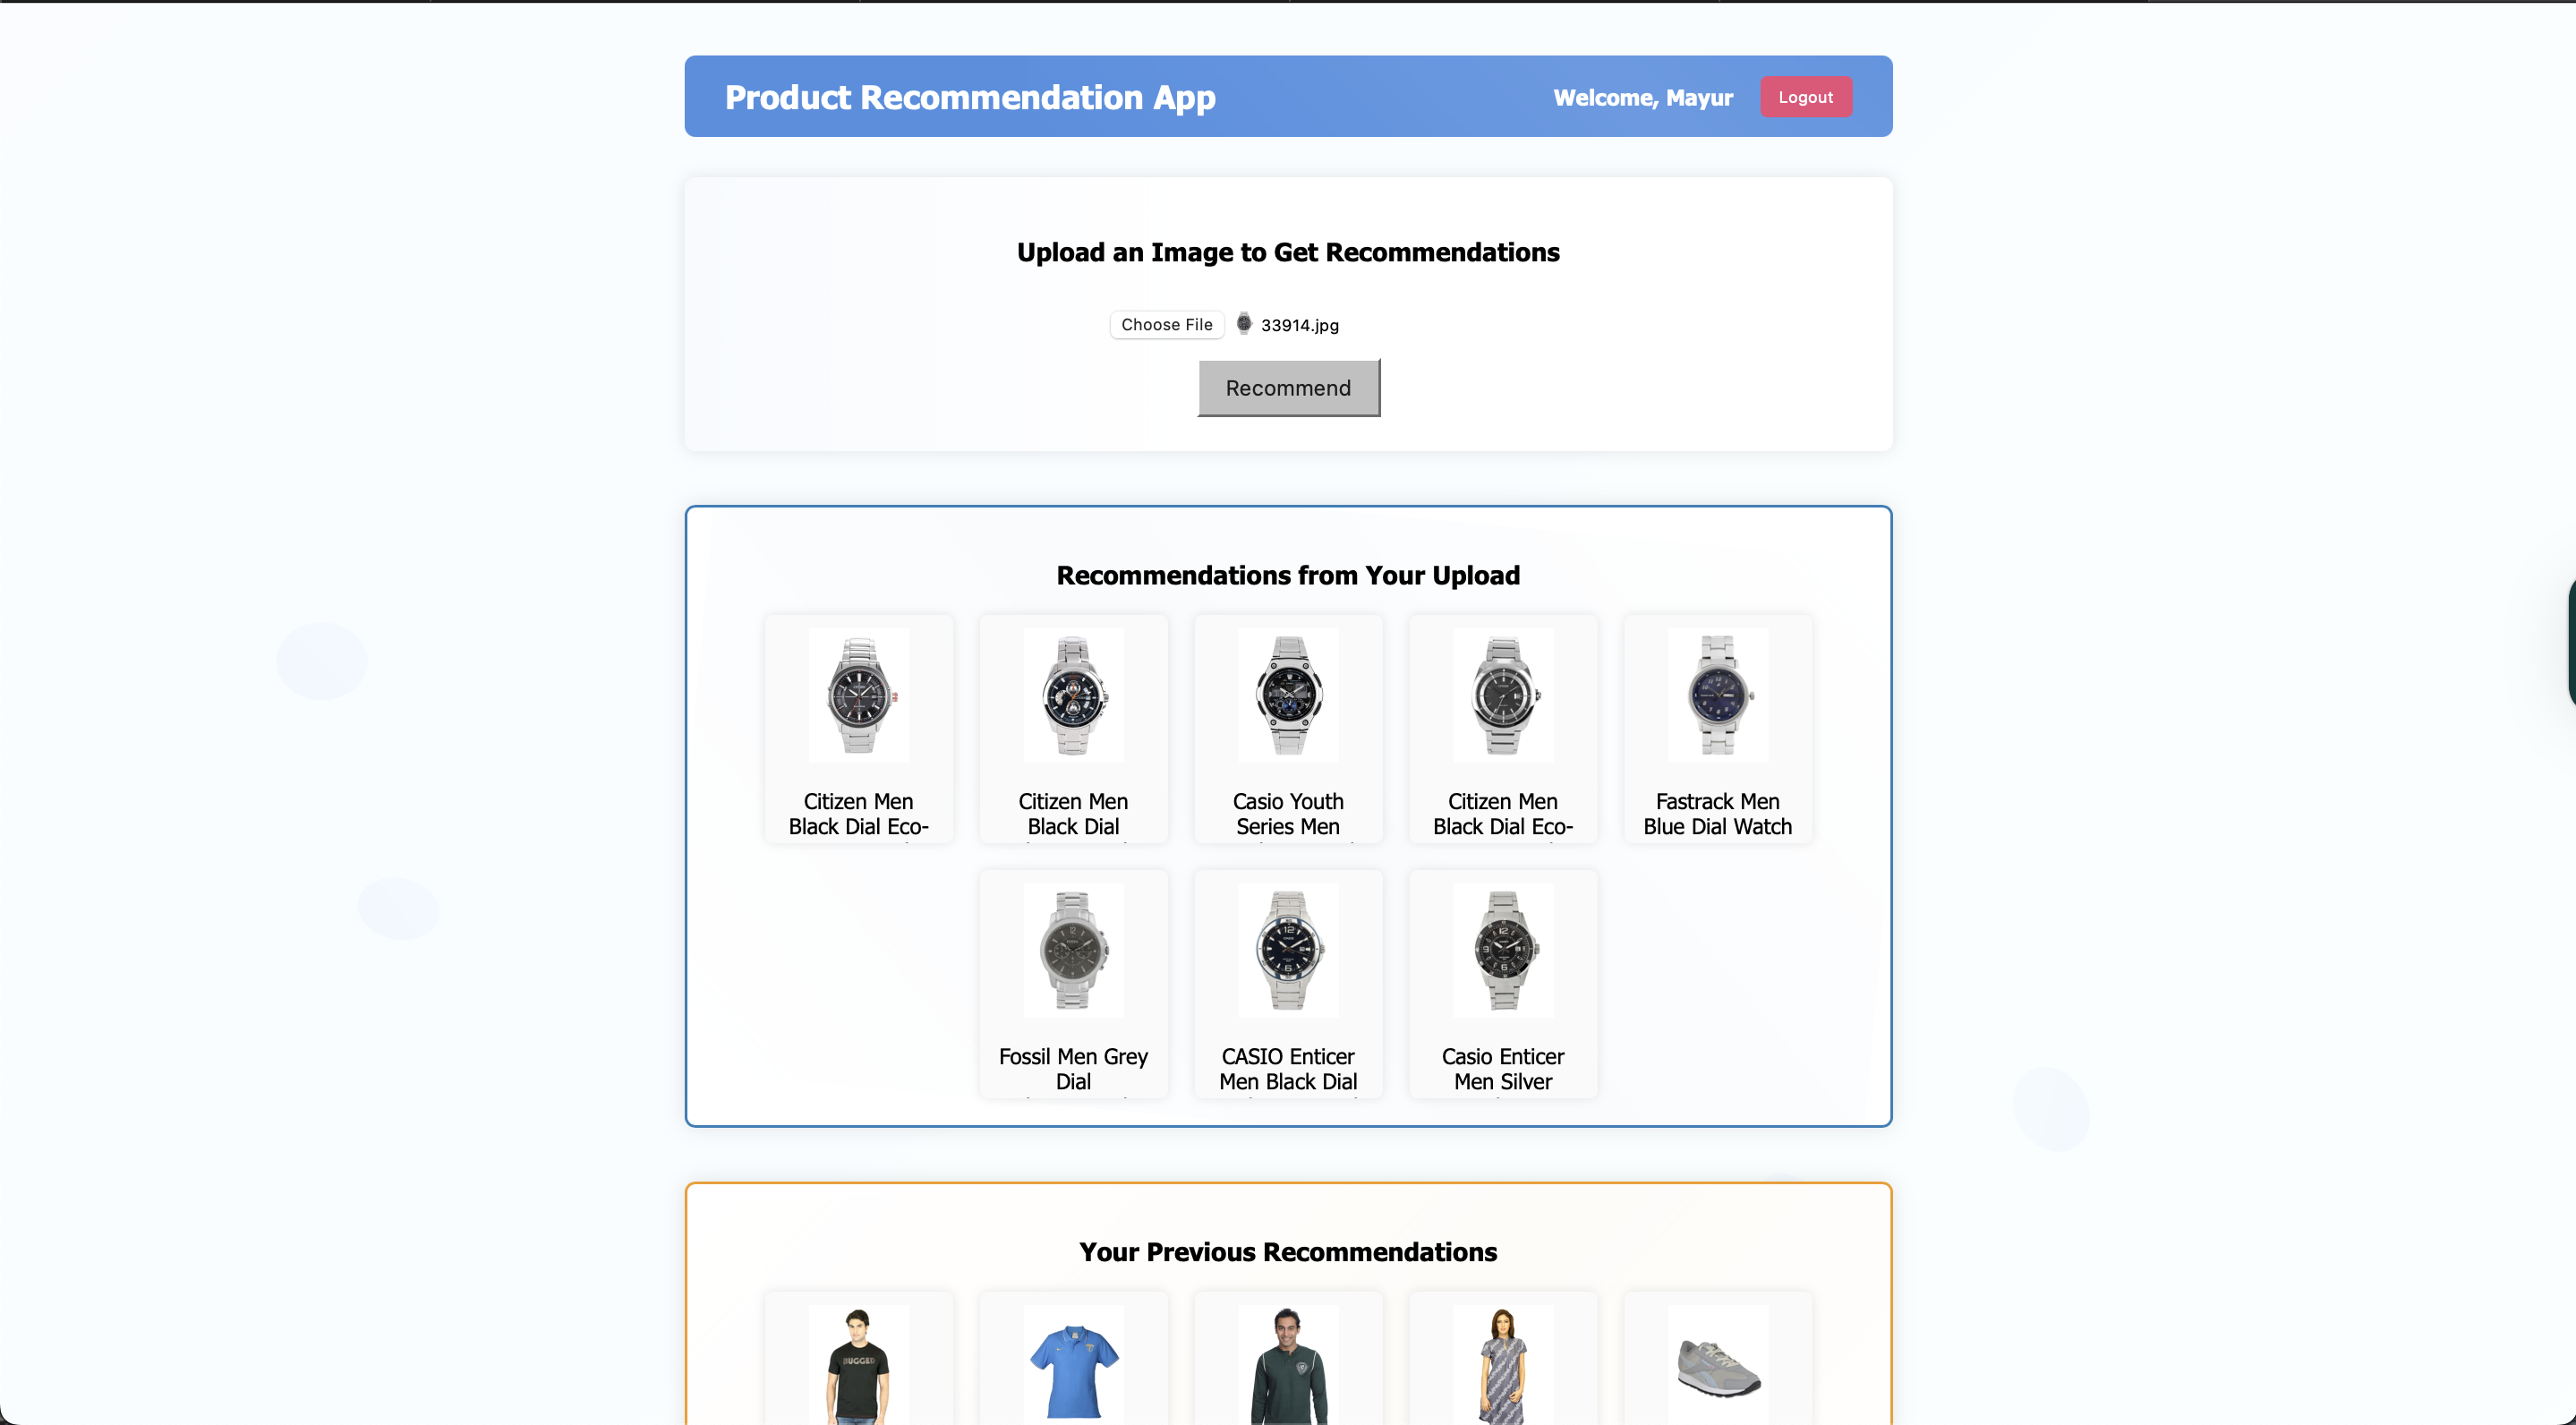 Product Recommendation App
Welcome, Mayur
Logout
Upload an Image to Get Recommendations
Choose File
33914.jpg
Recommend
Recommendations from Your Upload
Citizen Men
Black Dial Eco-
Citizen Men
Black Dial
Casio Youth
Series Men
Citizen Men
Black Dial Eco-
Fastrack Men
Blue Dial Watch
Fossil Men Grey
Dial
CASIO Enticer
Men Black Dial
Casio Enticer
Men Silver
Your Previous Recommendations